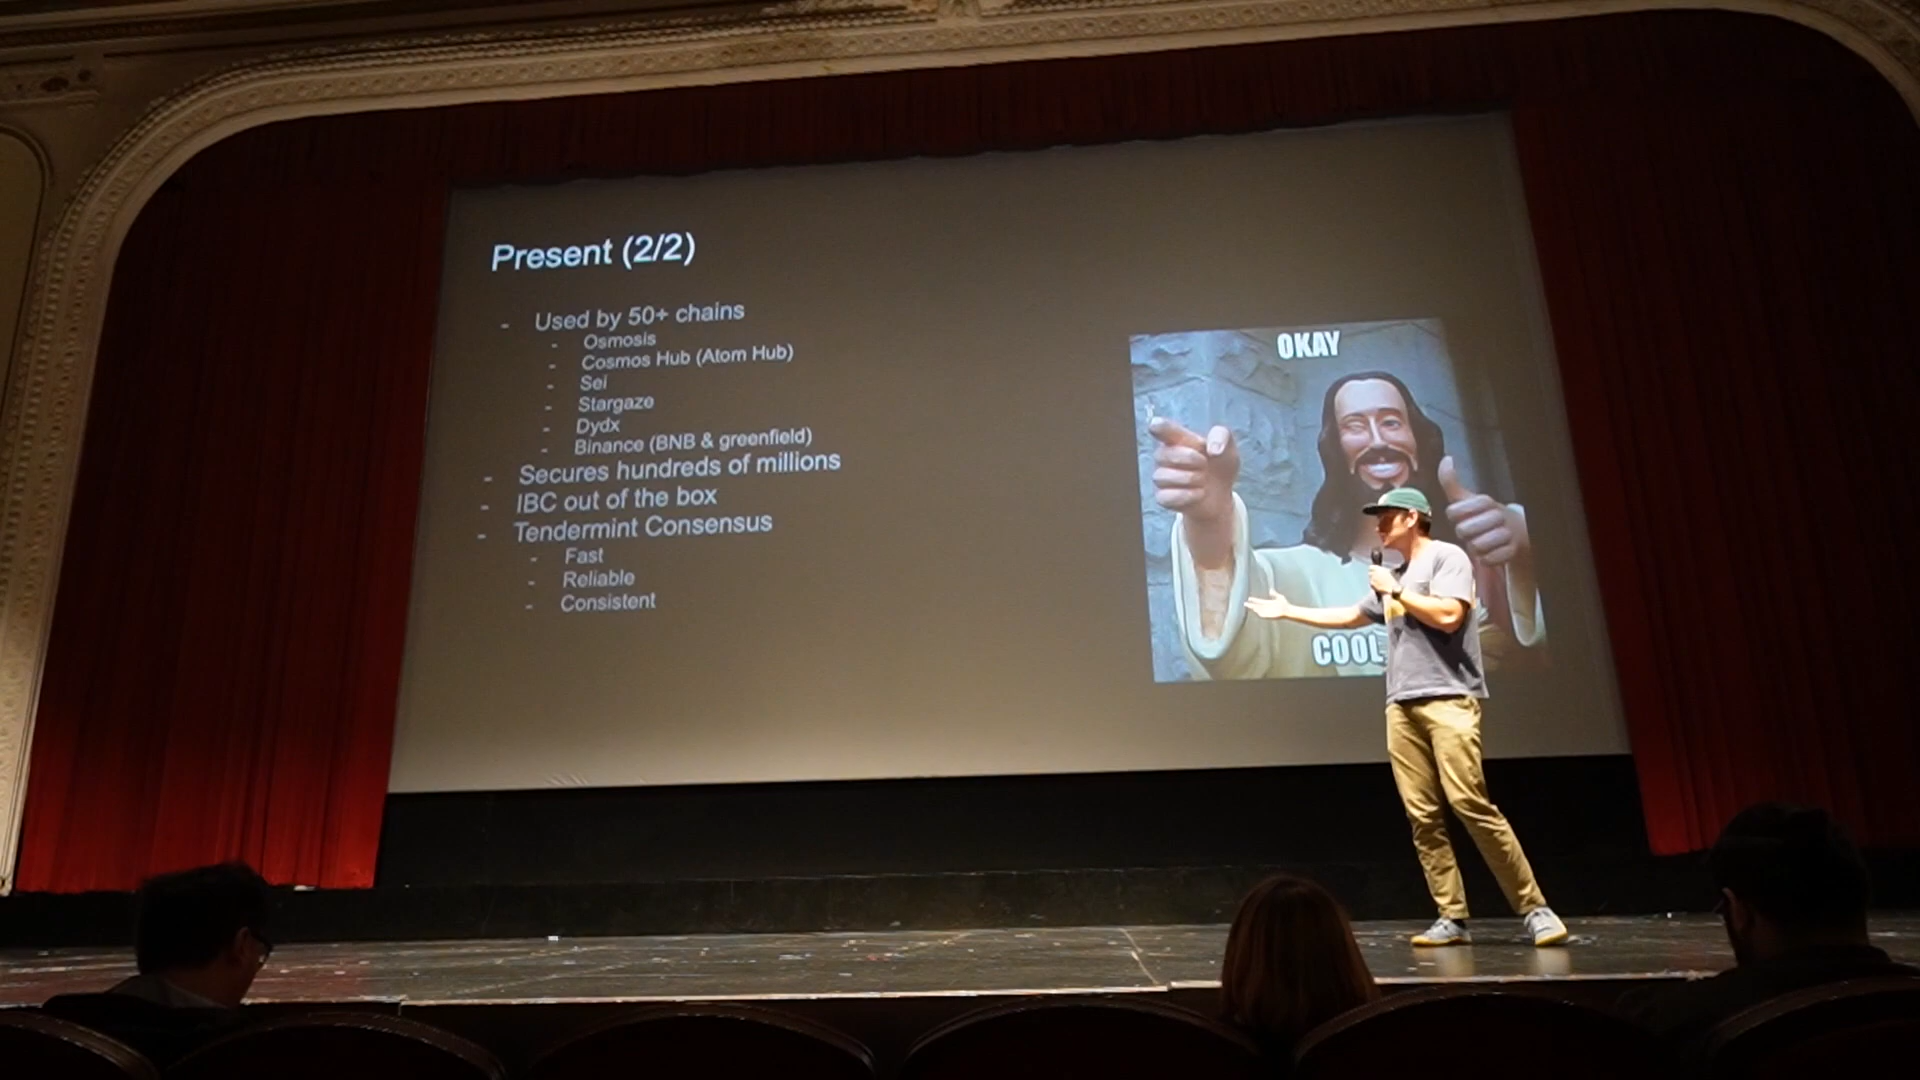 Present (2/2)
- Used by 50+ chains
- Osmosis
- Cosmos Hub (Atom Hub)
- Sei
- Stargaze
- Dydx
- Binance (BNB & greenfield)
- Secures hundreds of millions
- IBC out of the box
- Tendermint Consensus
- Fast
- Reliable
- Consistent
OKAY
COOL